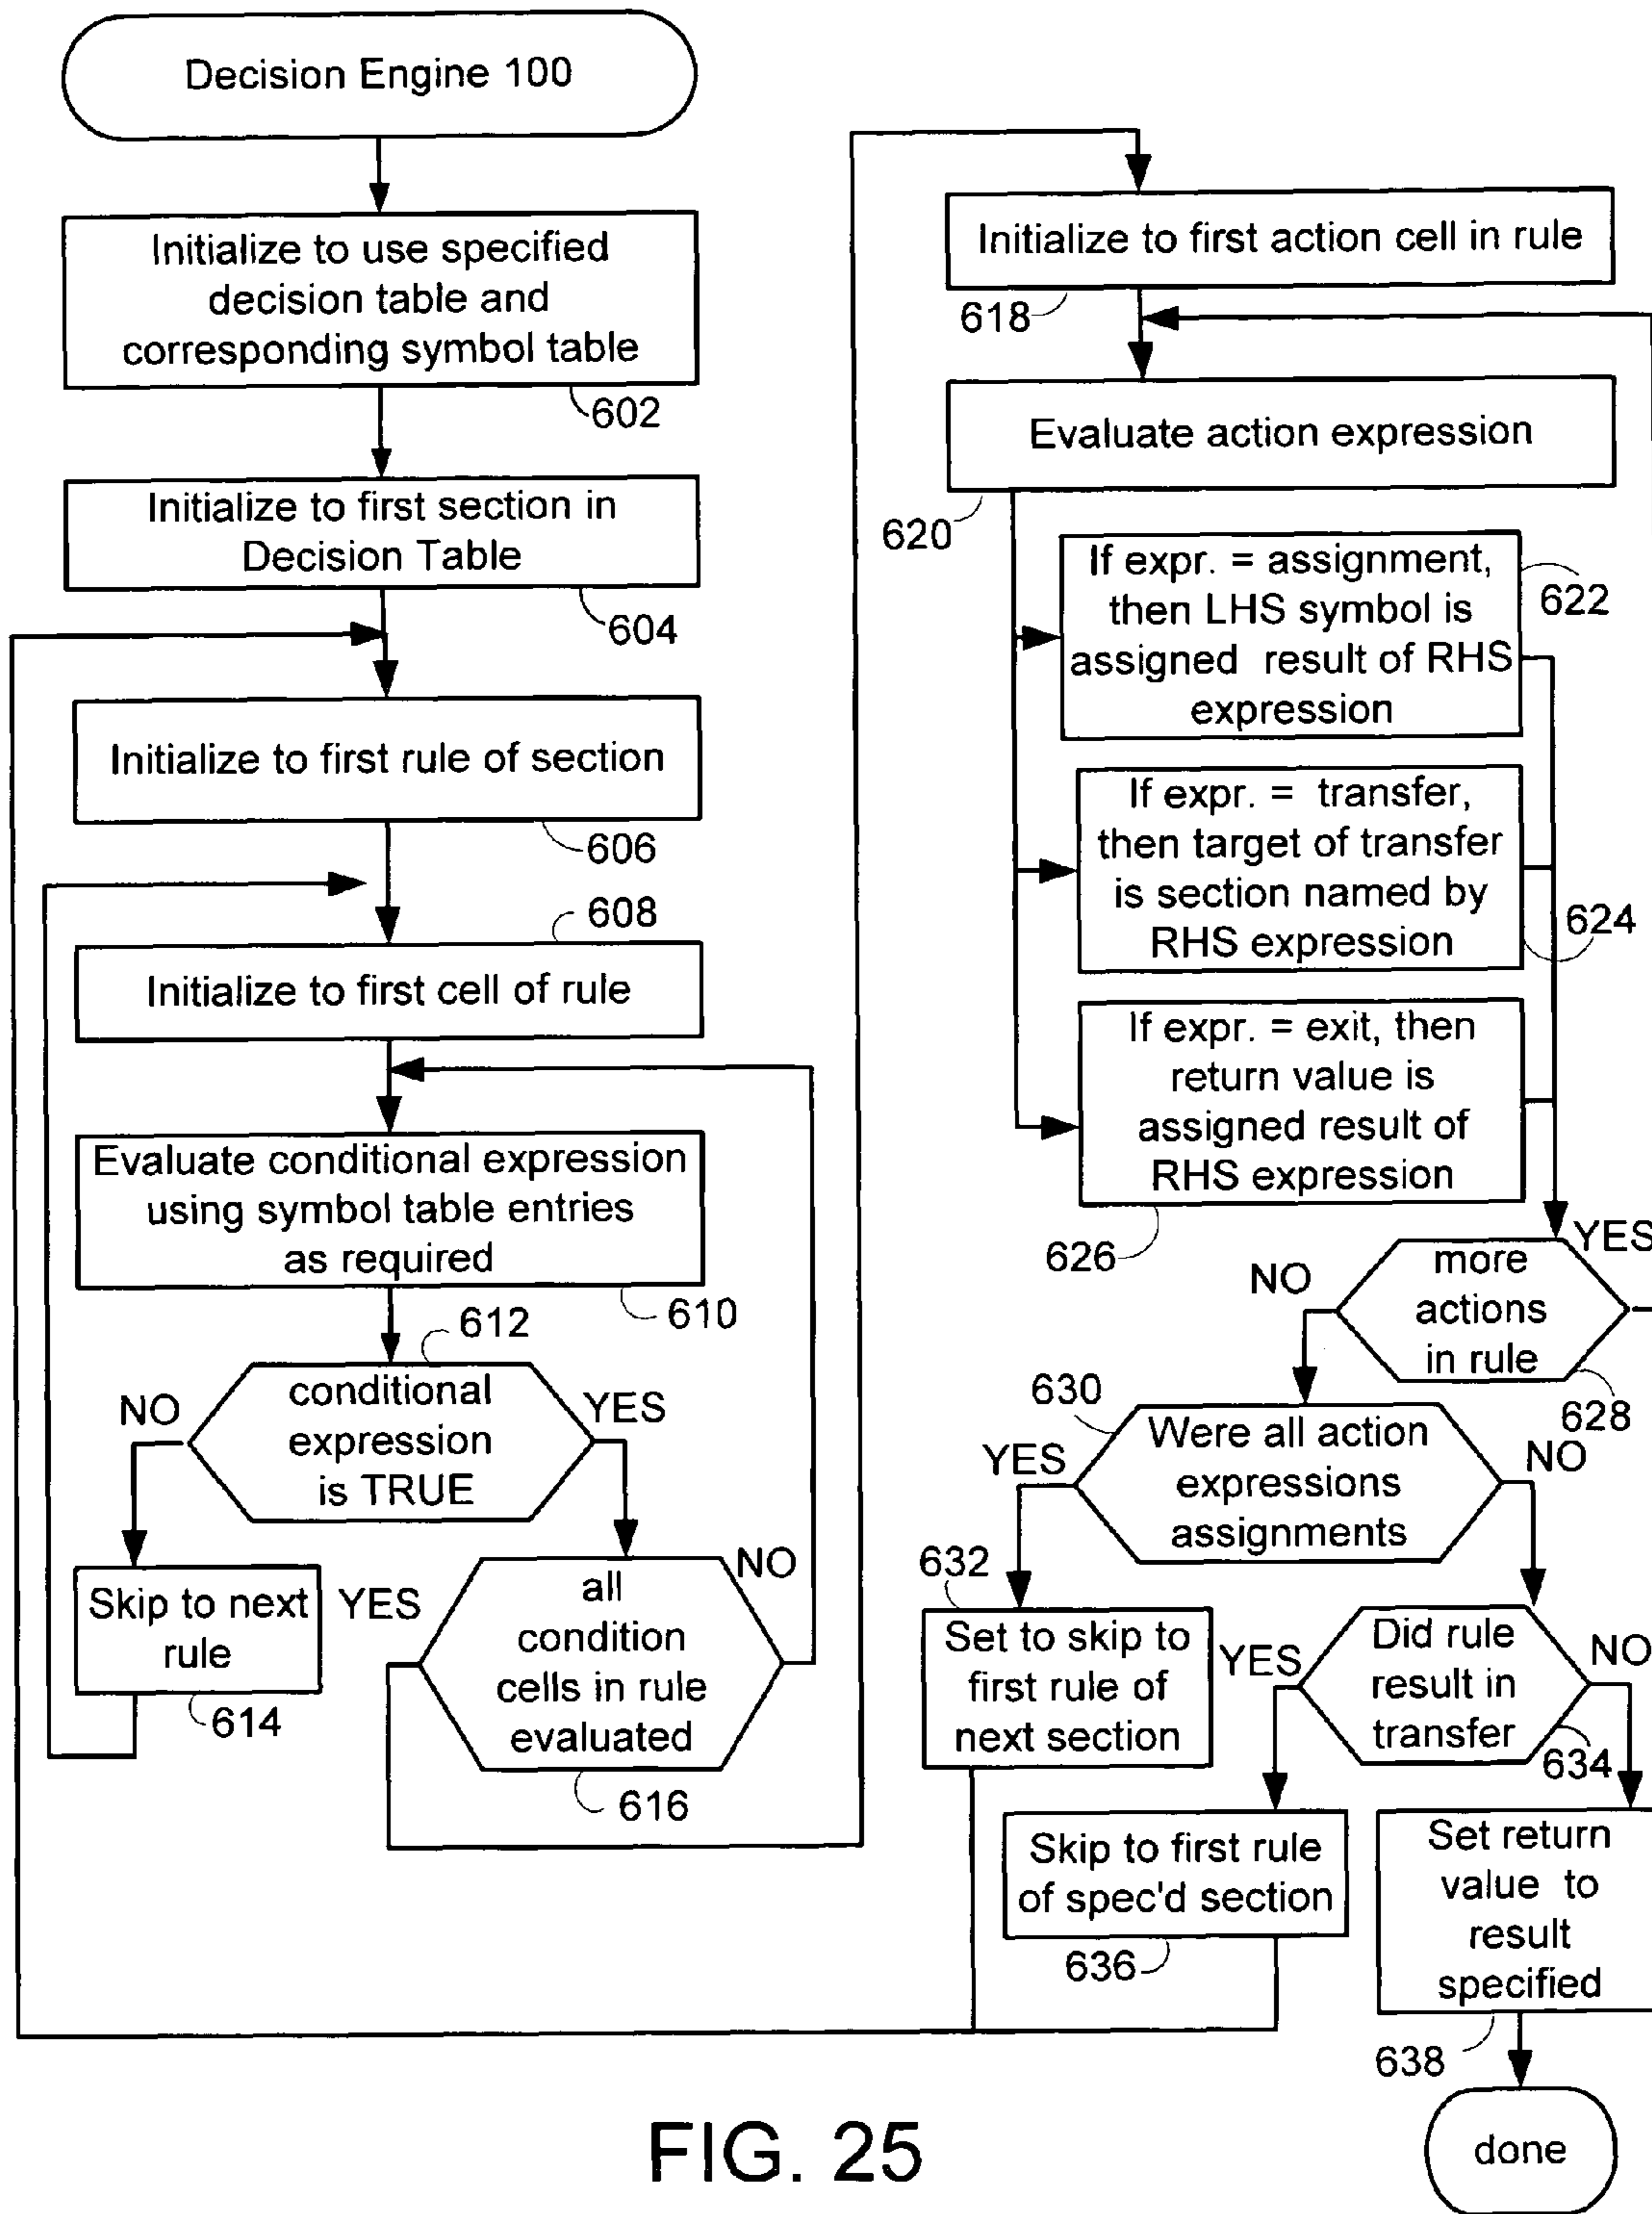 Decision Engine 100
Initialize to use specified
decision table and
corresponding symbol table
602
Initialize to first section in
Decision Table
604
Initialize to first rule of section
606
608
Initialize to first cell of rule
Evaluate conditional expression
using symbol table entries
as required
610
612
conditional
expression
is TRUE
NO
YES
Skip to next
rule
614
YES
all
condition
cells in rule
evaluated
NO
616
Initialize to first action cell in rule
618
Evaluate action expression
620
If expr. = assignment,
then LHS symbol is
assigned result of RHS
expression
622
If expr. = transfer,
then target of transfer
is section named by
RHS expression
624
If expr. = exit, then
return value is
assigned result of
RHS expression
626
YES
NO
more
actions
in rule
628
630
YES
Were all action
expressions
assignments
NO
632
Set to skip to
first rule of
next section
YES
Did rule
result in
transfer
NO
634
Skip to first rule
of spec'd section
636
Set return
value to
result
specified
638
done
FIG. 25